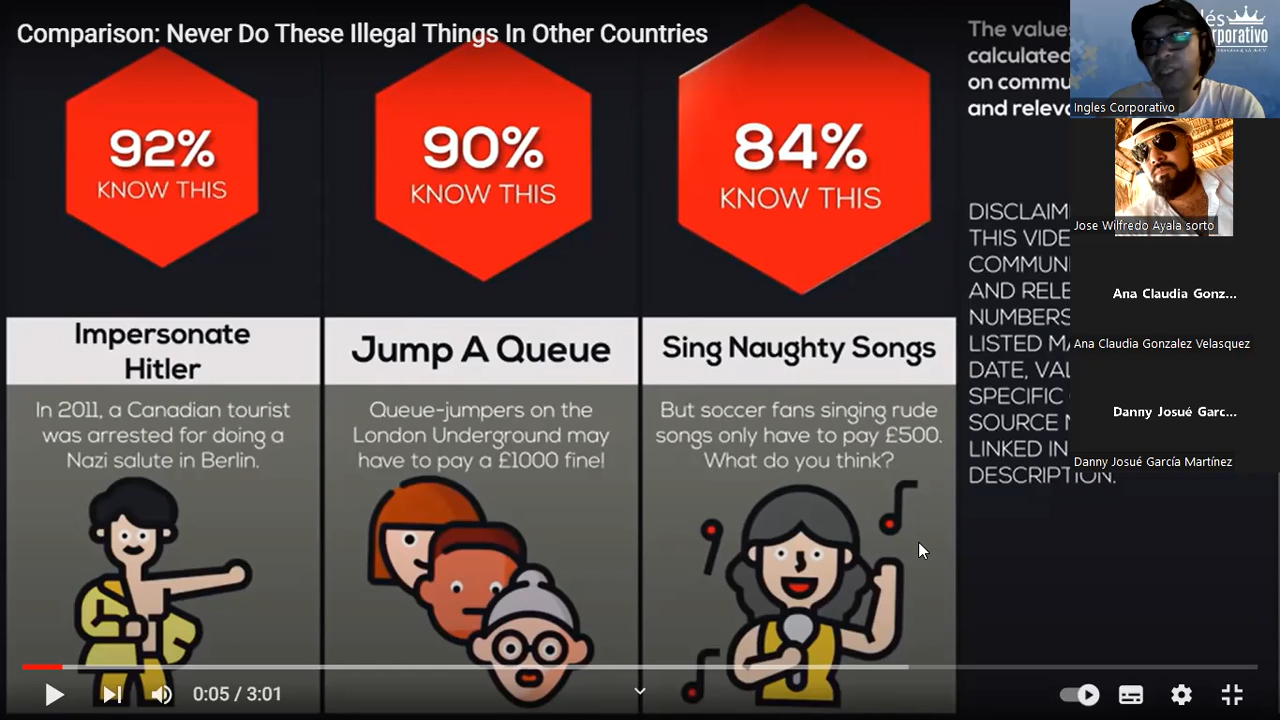 Comparison: Never Do These Illegal Things In Other Countries
92%
KNOW THIS
90%
KNOW THIS
84%
KNOW THIS
Impersonate
Hitler
In 2011, a Canadian tourist
was arrested for doing a
Nazi salute in Berlin.
Jump A Queue
Queue-jumpers on the
London Underground may
have to pay a £1000 fine!
Sing Naughty Songs
But soccer fans singing rude
songs only have to pay £500.
What do you think?
The value
calculated
on commu
and relev
DISCLAIM
THIS VIDE
COMMUN
AND RELE
NUMBERS
LISTED MA
DATE, VAL
SPECIFIC
SOURCE
LINKED IN
DESCRIPTION.
és
rporativo
Ingles Corporativo
Jose Wilfredo Ayala sorto
Ana Claudia Gonz...
Ana Claudia Gonzalez Velasquez
Danny Josué Garc...
Danny Josué García Martínez
0:05 / 3:01